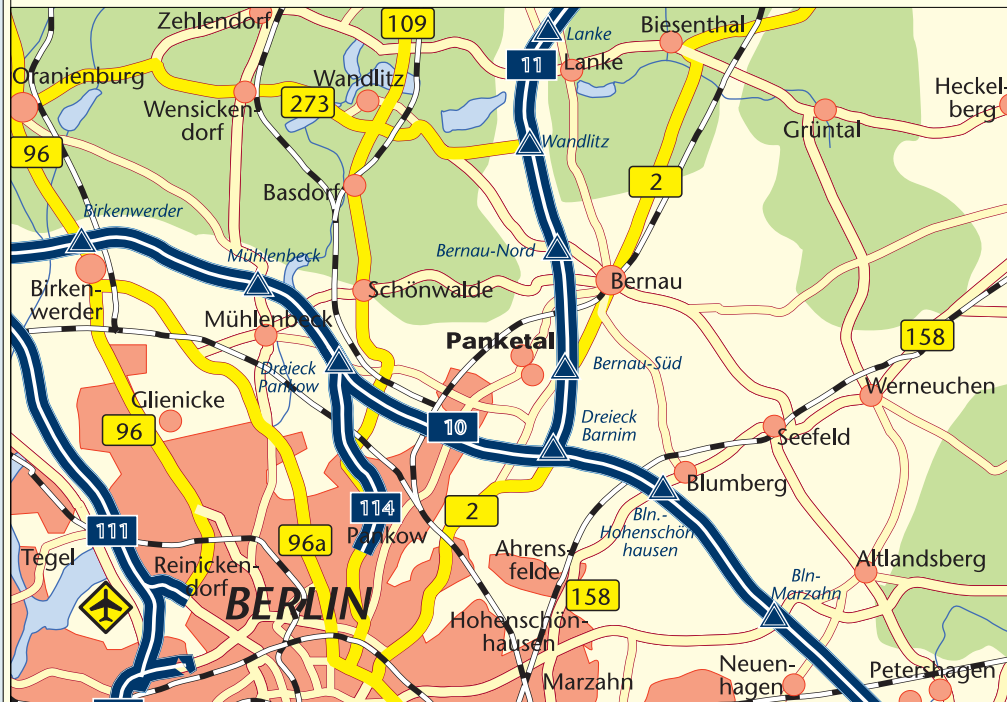 Zehlendorf
109
Lanke
Biesenthal
11
Lanke
Oranienburg
Wandlitz
Heckel-
berg
Wensicken-
dorf
273
Grüntal
96
Wandlitz
Basdorf
2
Birkenwerder
Mühlenbeck
Bernau-Nord
Birken-
werder
Schönwalde
Bernau
Mühlenbeck
Panketal
158
Dreieck
Pankow
Bernau-Süd
Werneuchen
Glienicke
96
10
Dreieck
Barnim
Seefeld
Blumberg
114
2
111
96a
Pankow
Bln.-
Hohenschön
hausen
Tegel
Reinicken-
dorf
Ahrens-
felde
Altlandsberg
Bln-
Marzahn
BERLIN
158
Hohenschön-
hausen
Marzahn
Neuen-
hagen
Petershagen